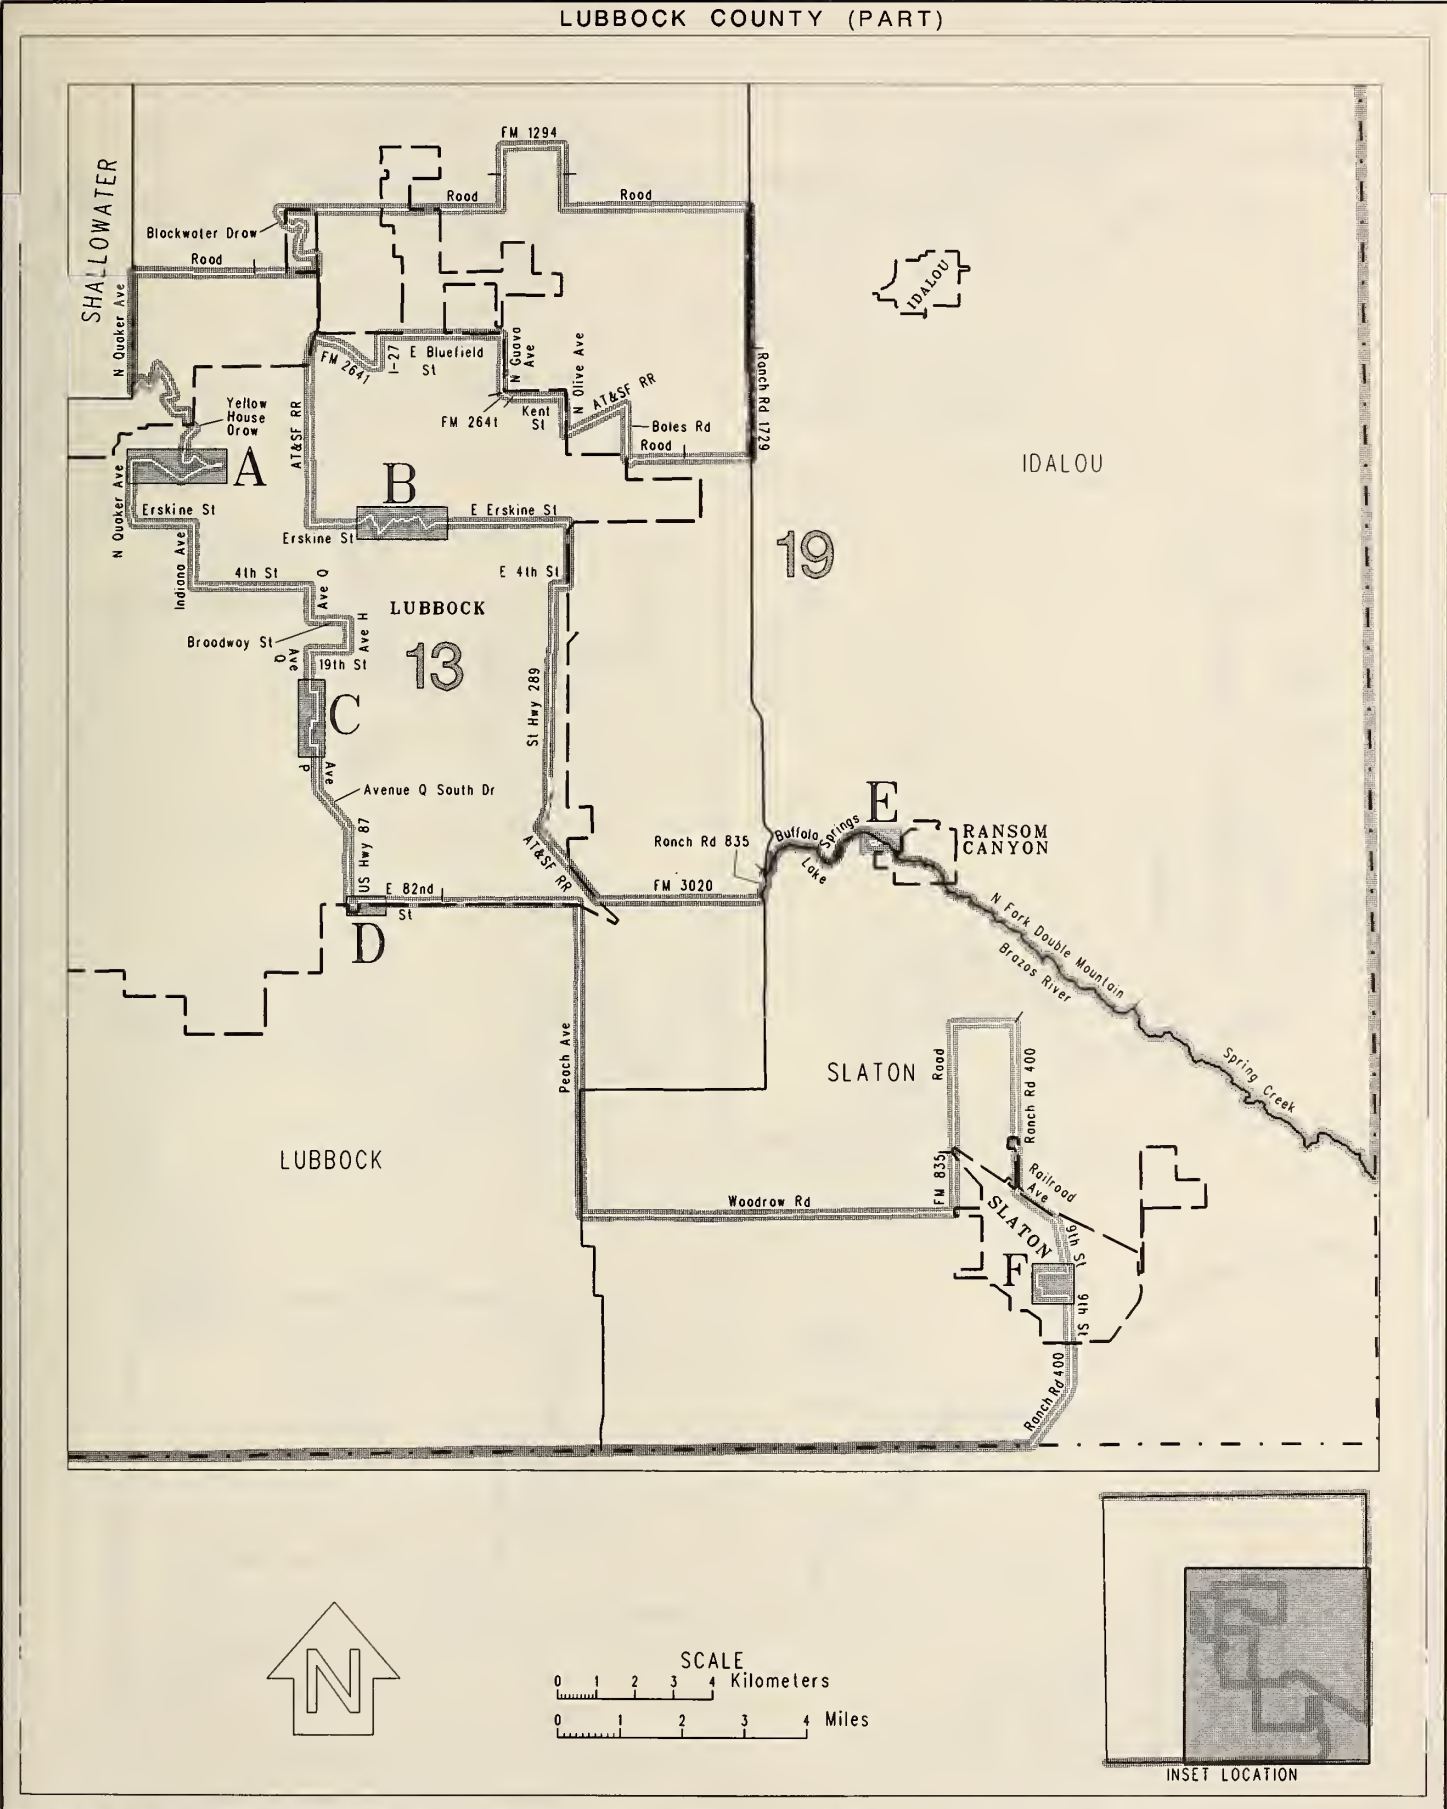 LUBBOCK COUNTY (PART)
FM 1294
Road
Road
SHALLOWATER
Blackwater Draw
Road
IDALOU
N Quaker Ave
FM 2641
I-27
E Bluefield
St
N Guava
Ave
N Olive Ave
AT&SF RR
Ranch Rd 1729
Yellow
House
Draw
AT&SF RR
FM 2641
Kent
St
Boles Rd
Road
A
B
IDALOU
N Quaker Ave
Erskine St
Erskine St
E Erskine St
19
Indiana Ave
4th St
Ave Q
E 4th St
LUBBOCK
Broadway St
Ave H
Ave
Q
19th St
13
C
St Hwy 289
Ave
P
Avenue Q South Dr
E
US Hwy 87
AT&SF RR
Ranch Rd 835
Buffalo
Springs
Lake
RANSOM
CANYON
E 82nd
St
FM 3020
D
N Fork Double Mountain
Brazos River
Peach Ave
Spring Creek
SLATON
Road
Ranch Rd 400
LUBBOCK
FM 835
Railroad
Ave
Woodrow Rd
SLATON
9th St
F
9th St
Ranch Rd 400
SCALE
0 1 2 3 4 Kilometers
0 1 2 3 4 Miles
N
INSET LOCATION